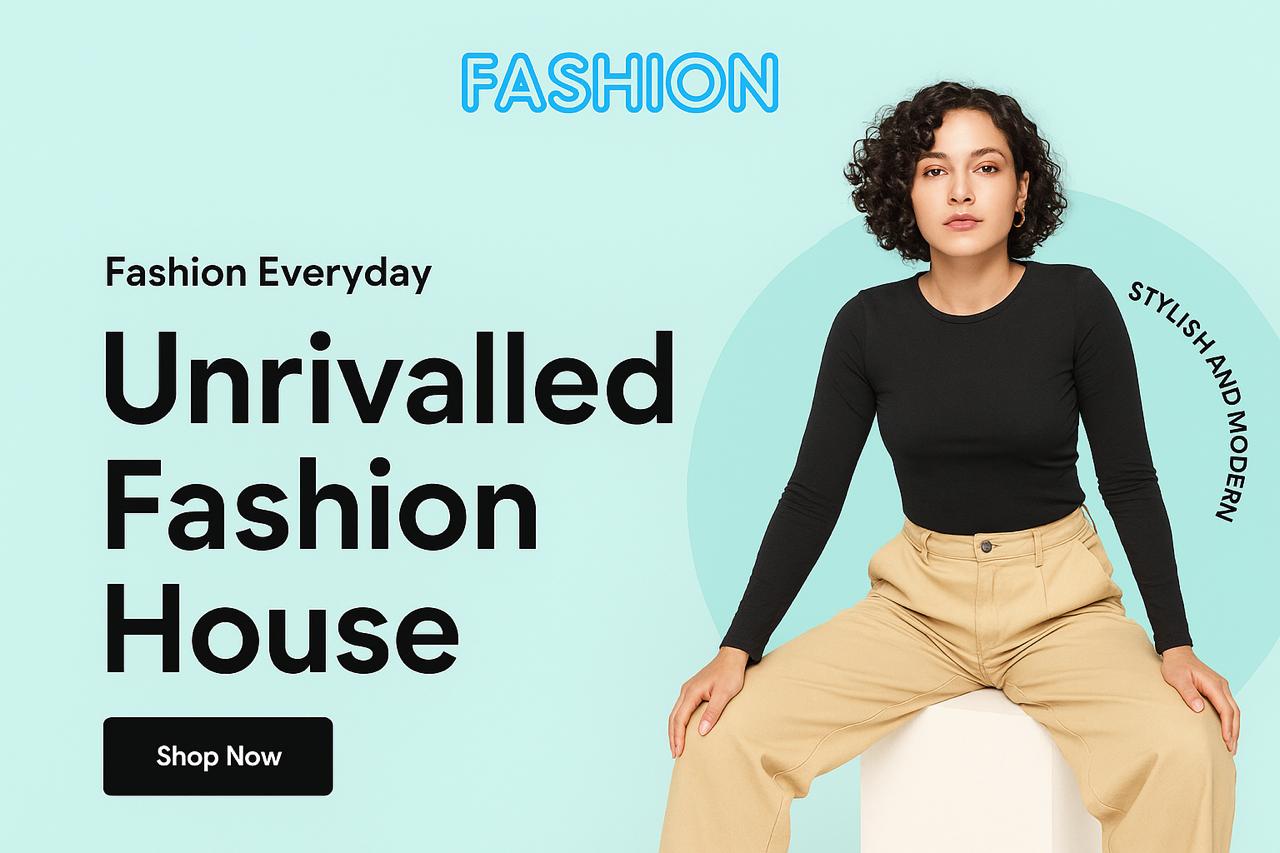 FASHION
Fashion Everyday
Unrivalled
Fashion
House
Shop Now
STYLISH AND MODERN